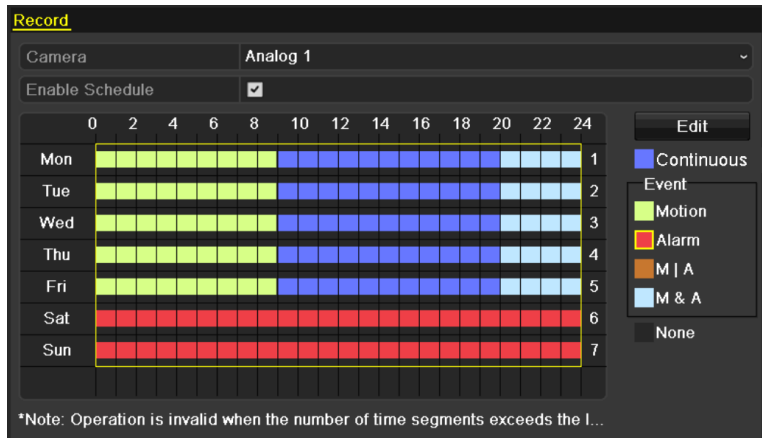 Record
Camera Analog 1
Enable Schedule
0 2 4 6 8 10 12 14 16 18 20 22 24
Edit
Mon 1
Continuous
Event
Tue 2
Motion
Wed 3
Alarm
Thu 4
M | A
Fri 5
M & A
Sat 6
None
Sun 7
*Note: Operation is invalid when the number of time segments exceeds the l...